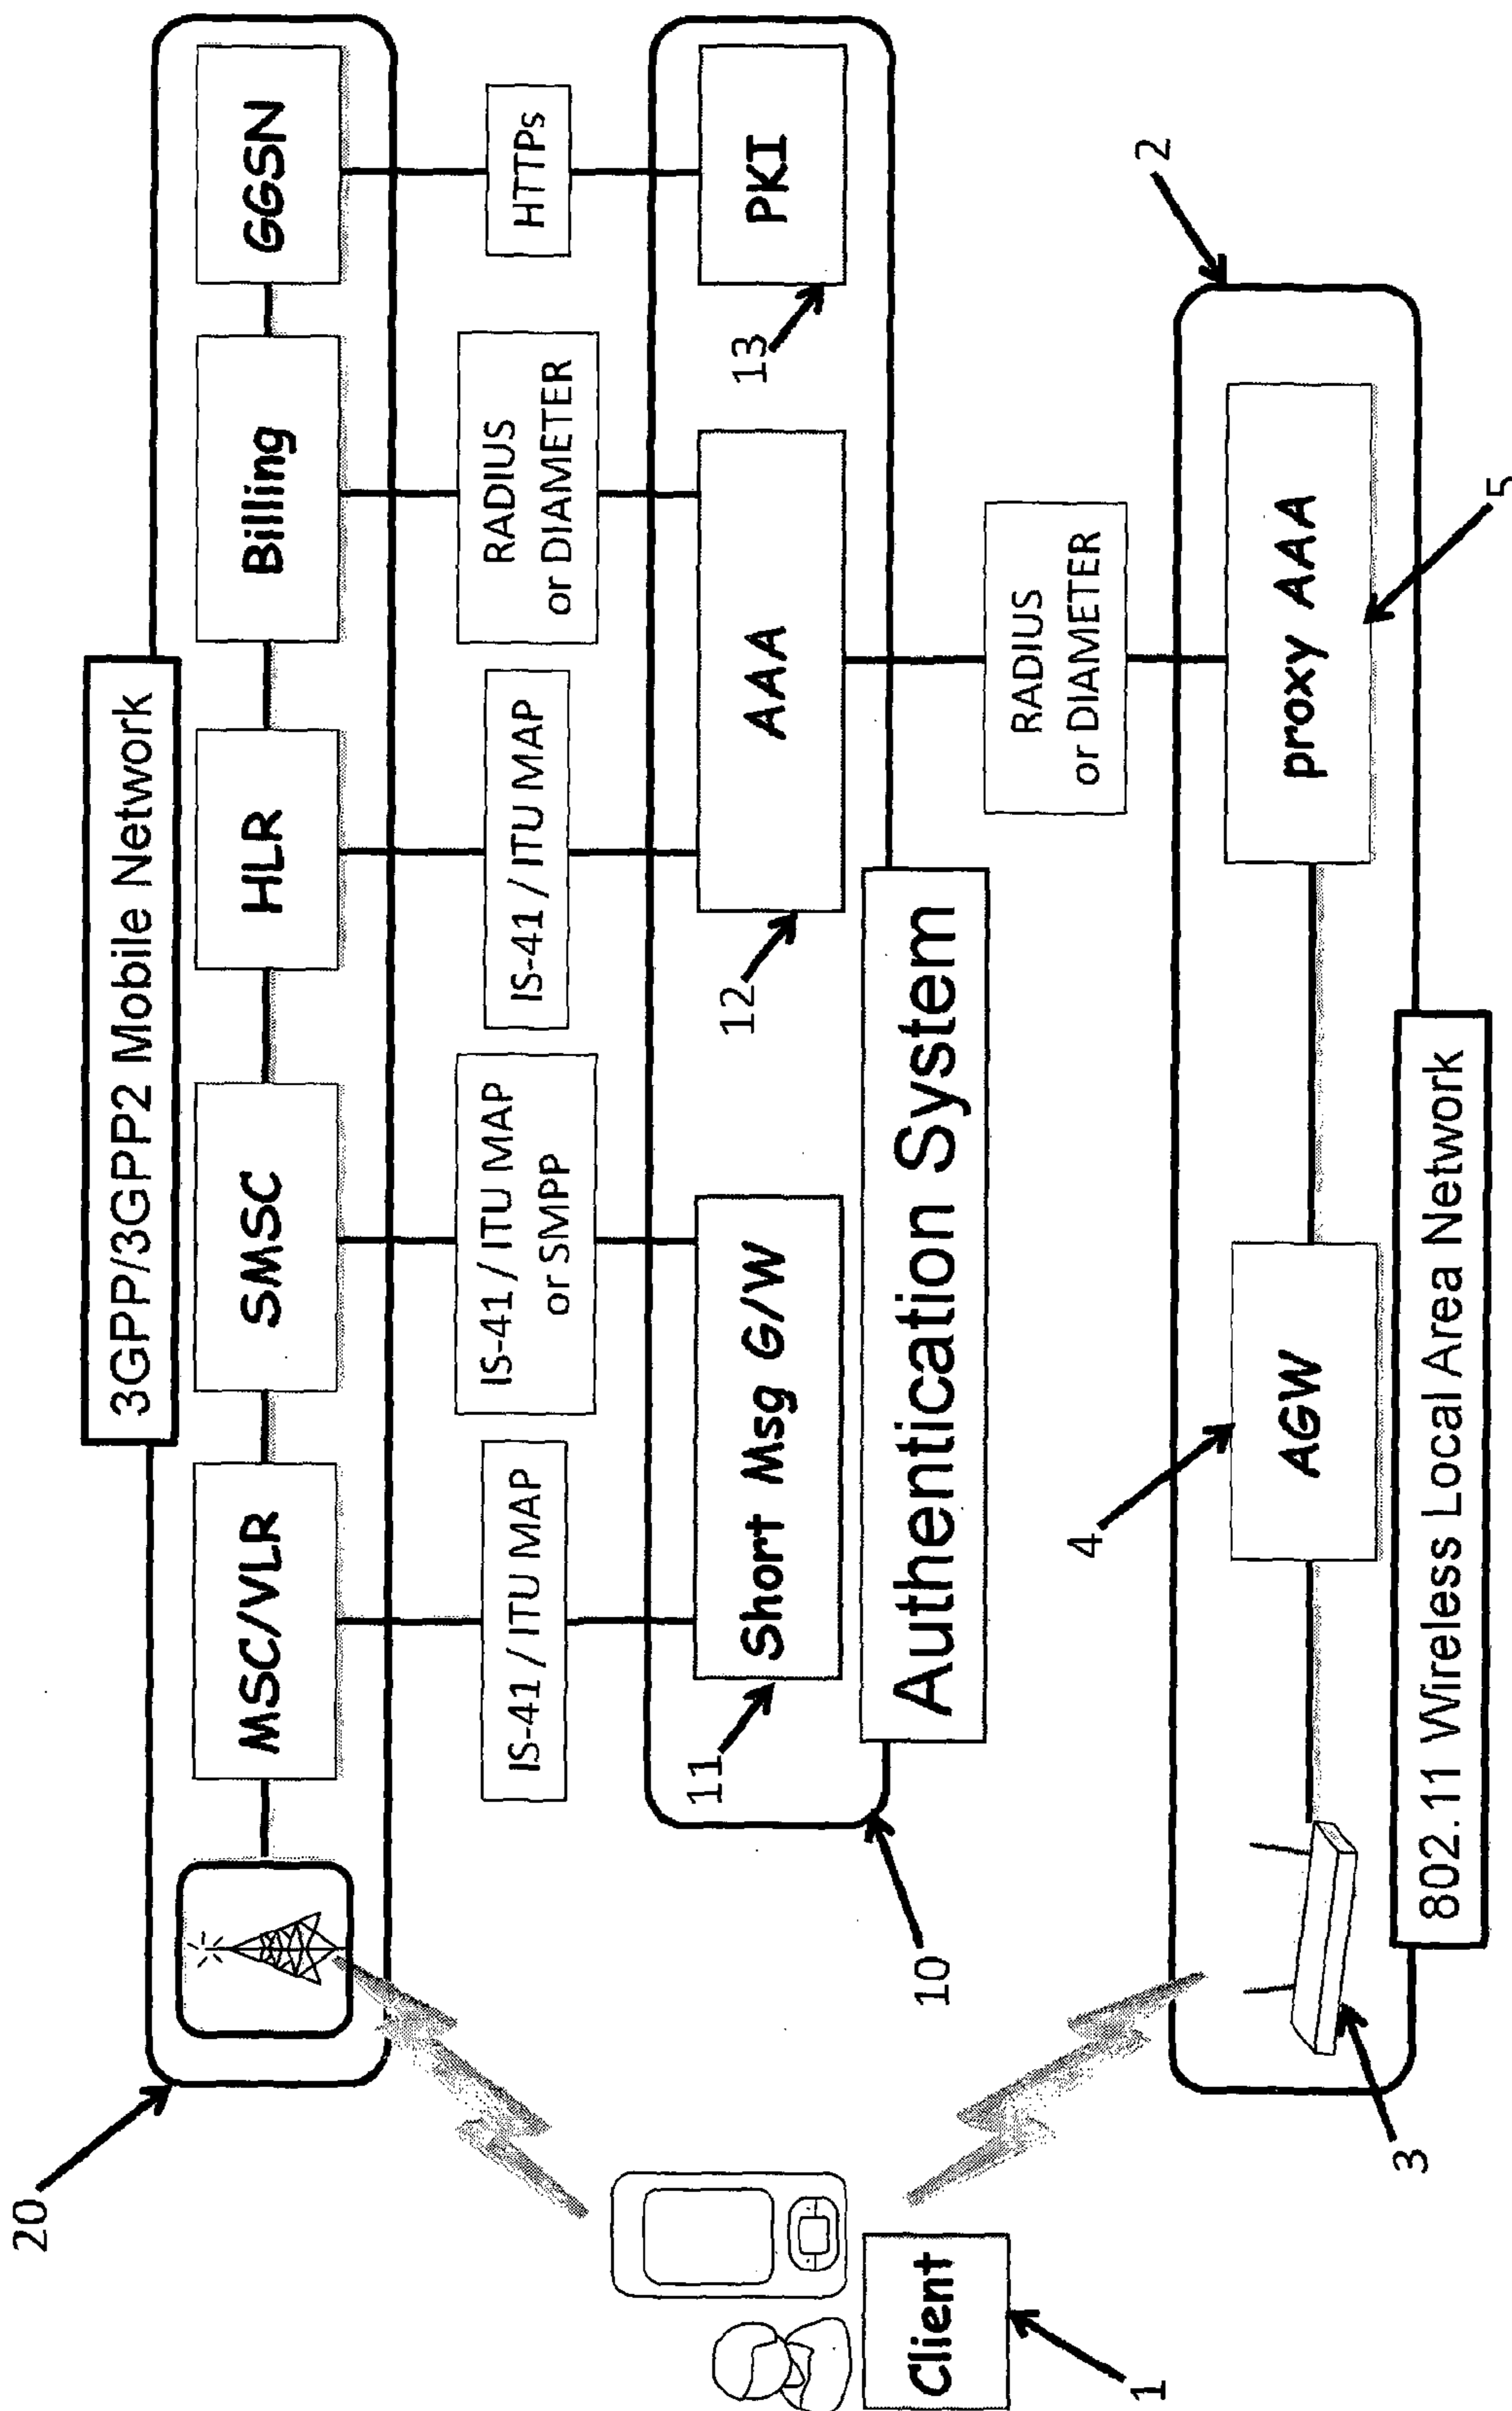 20
3GPP/3GPP2 Mobile Network
MSC/VLR
SMSC
HLR
Billing
GGSN
IS-41 / ITU MAP
IS-41 / ITU MAP
or SMPP
IS-41 / ITU MAP
RADIUS
or DIAMETER
HTTPs
11
Short Msg G/W
12
AAA
13
PKI
Authentication System
10
Client
1
RADIUS
or DIAMETER
2
4
AGW
proxy AAA
5
3
802.11 Wireless Local Area Network